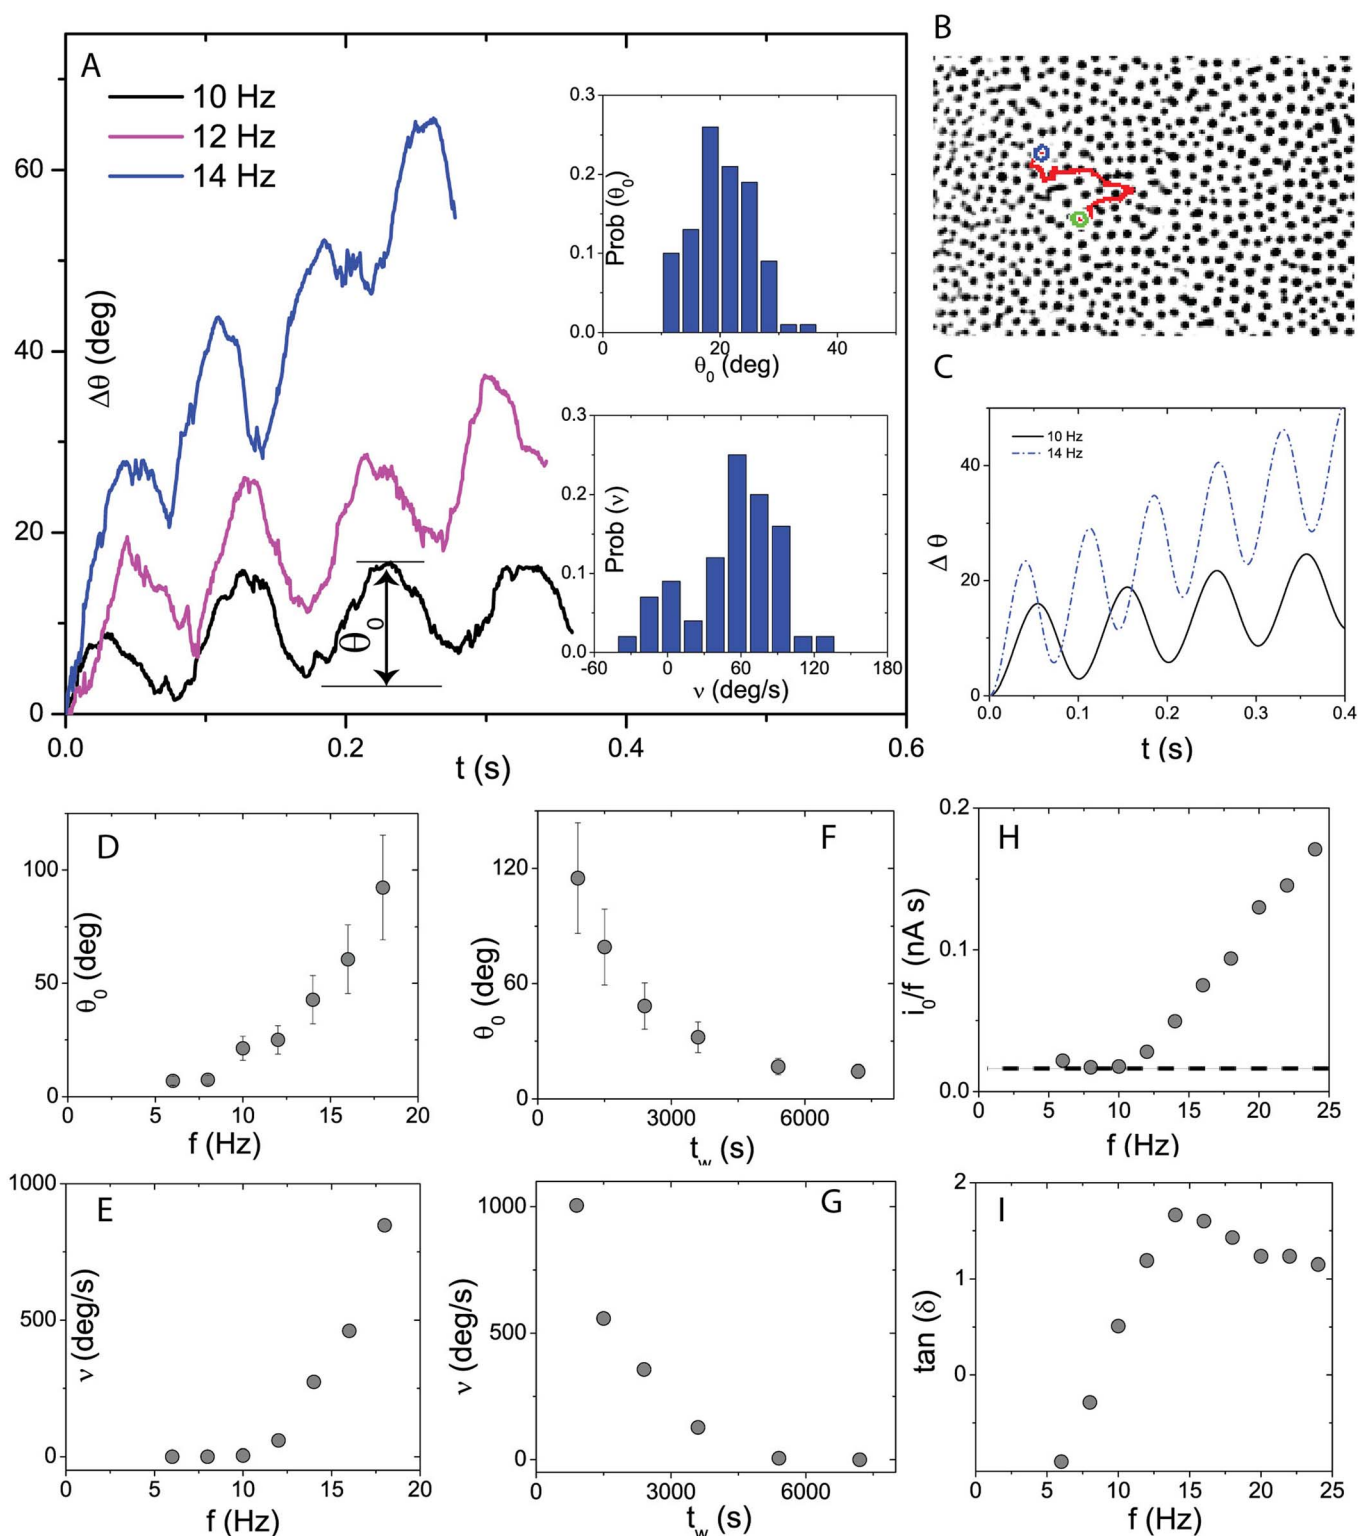 A
10 Hz
12 Hz
14 Hz
Δθ (deg)
60
40
20
0
0.0
0.2
0.4
0.6
t (s)
θ₀
Prob (θ₀)
0.3
0.2
0.1
0.0
0
20
40
θ₀ (deg)
Prob (ν)
0.3
0.2
0.1
0.0
-60
0
60
120
180
ν (deg/s)
B
C
10 Hz
14 Hz
Δ θ
40
20
0
0.0
0.1
0.2
0.3
0.4
t (s)
D
θ₀ (deg)
100
50
0
0
5
10
15
20
f (Hz)
F
θ₀ (deg)
120
60
0
0
3000
6000
t_w (s)
H
i₀/f (nA s)
0.2
0.1
0.0
0
5
10
15
20
25
f (Hz)
E
ν (deg/s)
1000
500
0
0
5
10
15
20
f (Hz)
G
ν (deg/s)
1000
500
0
0
3000
6000
t_w (s)
I
tan (δ)
2
1
0
0
5
10
15
20
25
f (Hz)